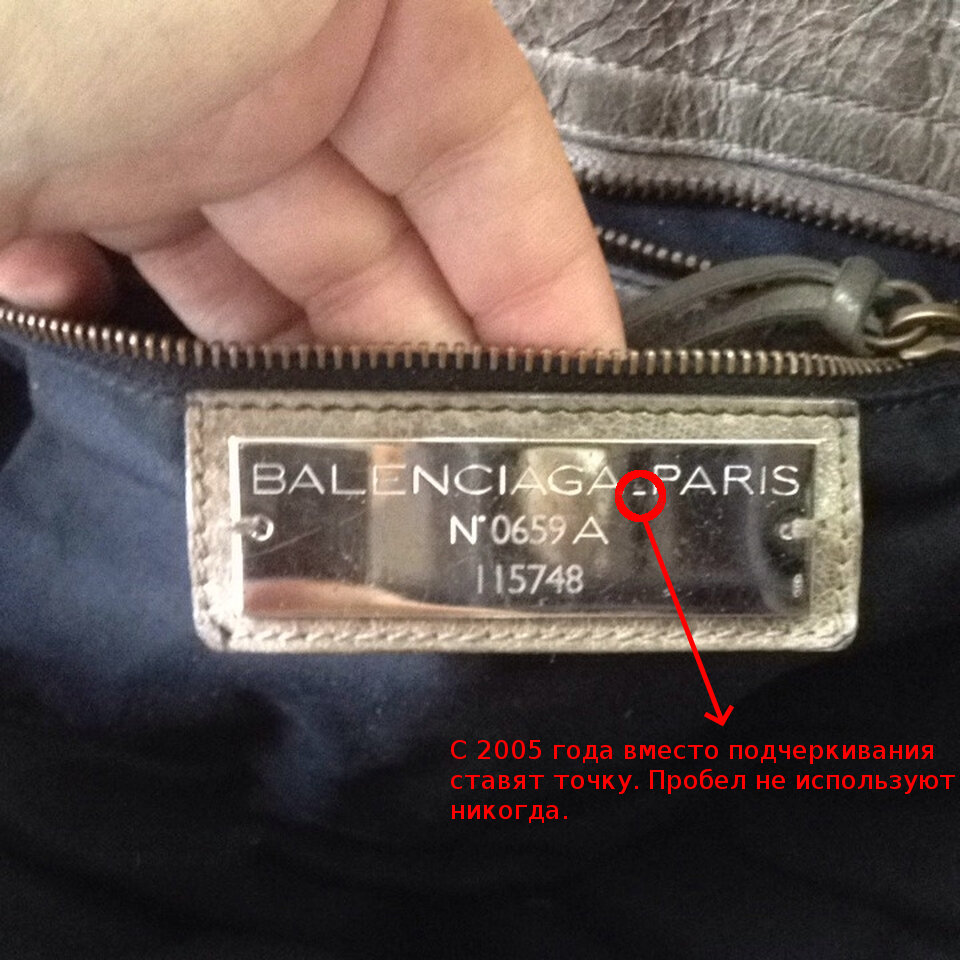 BALENCIAGA-PARIS
N°0659 A
115748
С 2005 года вместо подчеркивания
ставят точку. Пробел не используют
никогда.